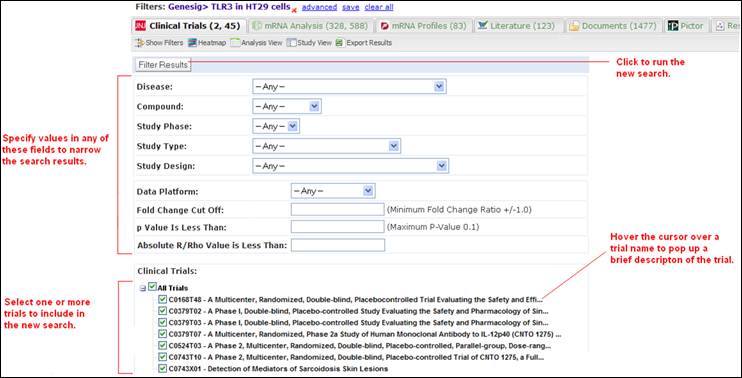 Filters: Genesig> TLR3 in HT29 cells advanced save clear all
Clinical Trials (2, 45) mRNA Analysis (328, 588) mRNA Profiles (83) Literature (123) Documents (1477) Pictor
Show Filters Heatmap Analysis View Study View Export Results
Filter Results
Click to run
the new search.
Disease: – Any –
Compound: – Any –
Study Phase: – Any –
Study Type: – Any –
Study Design: – Any –
Specify values in any of
these fields to narrow
the search results.
Data Platform: – Any –
Fold Change Cut Off: (Minimum Fold Change Ratio +/-1.0)
p Value Is Less Than: (Maximum P-Value 0.1)
Absolute R/Rho Value is Less Than:
Hover the cursor over a
trial name to pop up a
brief descripton of the trial.
Clinical Trials:
All Trials
C0168T48 - A Multicenter, Randomized, Double-blind, Placebocontrolled Trial Evaluating the Safety and Effi...
C0379T02 - A Phase I, Double-blind, Placebo-controlled Study Evaluating the Safety and Pharmacology of Sin...
C0379T03 - A Phase I, Double-blind, Placebo-controlled Study Evaluating the Safety and Pharmacology of Sin...
C0379T07 - A Multicenter, Randomized, Phase 2a Study of Human Monoclonal Antibody to IL-12p40 (CNTO 1275) ...
C0524T03 - A Phase 2, Multicenter, Randomized, Double-blind, Placebo-controlled, Parallel-group, Dose-rang...
C0743T10 - A Phase 2, Multicenter, Randomized, Double-blind, Placebo-controlled Trial of CNTO 1275, a Full...
C0743X01 - Detection of Mediators of Sarcoidosis Skin Lesions
Select one or more
trials to include in
the new search.